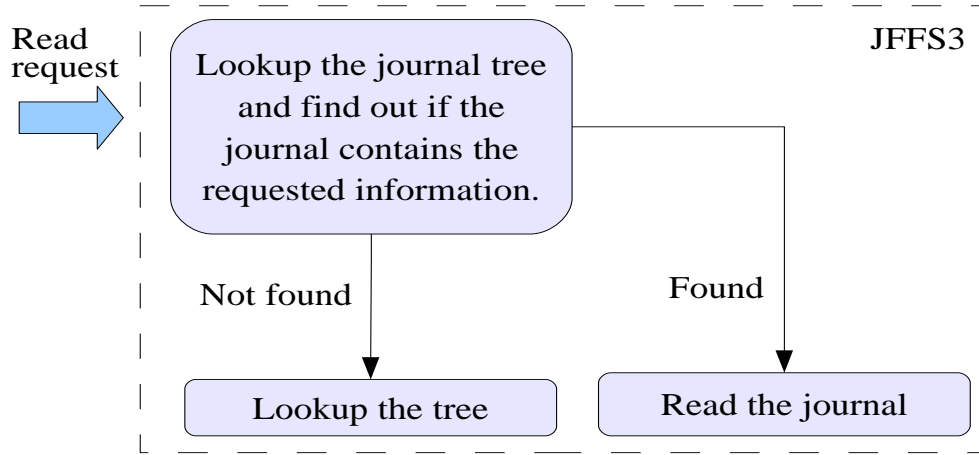 Read
request
JFFS3
Lookup the journal tree
and find out if the
journal contains the
requested information.
Not found
Found
Lookup the tree
Read the journal